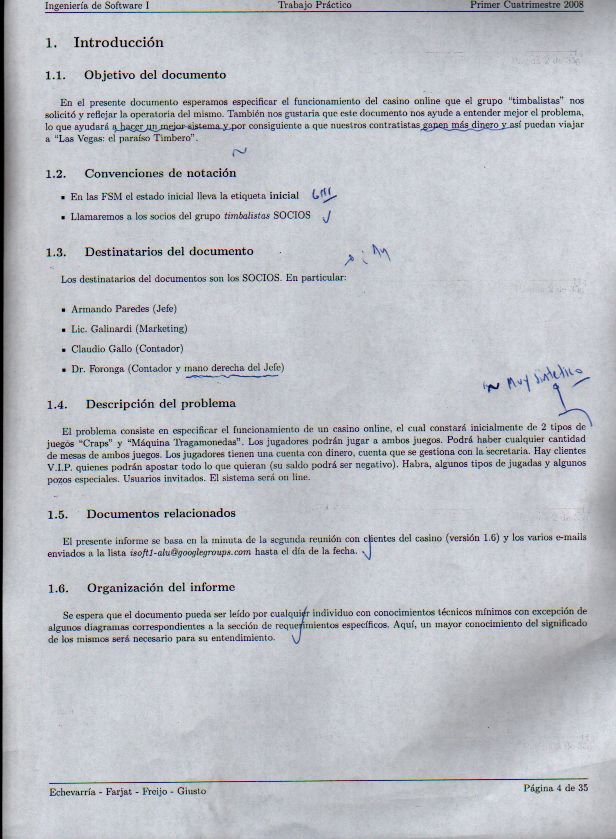 Ingeniería de Software I Trabajo Práctico Primer Cuatrimestre 2008
1. Introducción
1.1. Objetivo del documento
En el presente documento esperamos especificar el funcionamiento del casino online que el grupo "timbalistas" nos
solicitó y reflejar la operatoria del mismo. También nos gustaria que este documento nos ayude a entender mejor el problema,
lo que ayudará a hacer un mejor sistema y por consiguiente a que nuestros contratistas ganen más dinero y así puedan viajar
a "Las Vegas: el paraíso Timbero".
1.2. Convenciones de notación
▪ En las FSM el estado inicial lleva la etiqueta inicial
▪ Llamaremos a los socios del grupo timbalistas SOCIOS
1.3. Destinatarios del documento
Los destinatarios del documentos son los SOCIOS. En particular:
▪ Armando Paredes (Jefe)
▪ Lic. Galinardi (Marketing)
▪ Claudio Gallo (Contador)
▪ Dr. Foronga (Contador y mano derecha del Jefe)
~ Muy sintetico
1.4. Descripción del problema
El problema consiste en especificar el funcionamiento de un casino online, el cual constará inicialmente de 2 tipos de
juegos "Craps" y "Máquina Tragamonedas". Los jugadores podrán jugar a ambos juegos. Podrá haber cualquier cantidad
de mesas de ambos juegos. Los jugadores tienen una cuenta con dinero, cuenta que se gestiona con la secretaria. Hay clientes
V.I.P. quienes podrán apostar todo lo que quieran (su saldo podrá ser negativo). Habra, algunos tipos de jugadas y algunos
pozos especiales. Usuarios invitados. El sistema será on line.
1.5. Documentos relacionados
El presente informe se basa en la minuta de la segunda reunión con clientes del casino (versión 1.6) y los varios e-mails
enviados a la lista isoft1-alu@googlegroups.com hasta el día de la fecha.
1.6. Organización del informe
Se espera que el documento pueda ser leído por cualquier individuo con conocimientos técnicos mínimos con excepción de
algunos diagramas correspondientes a la sección de requerimientos específicos. Aquí, un mayor conocimiento del significado
de los mismos será necesario para su entendimiento.
Echevarría - Farjat - Freijo - Giusto Página 4 de 35